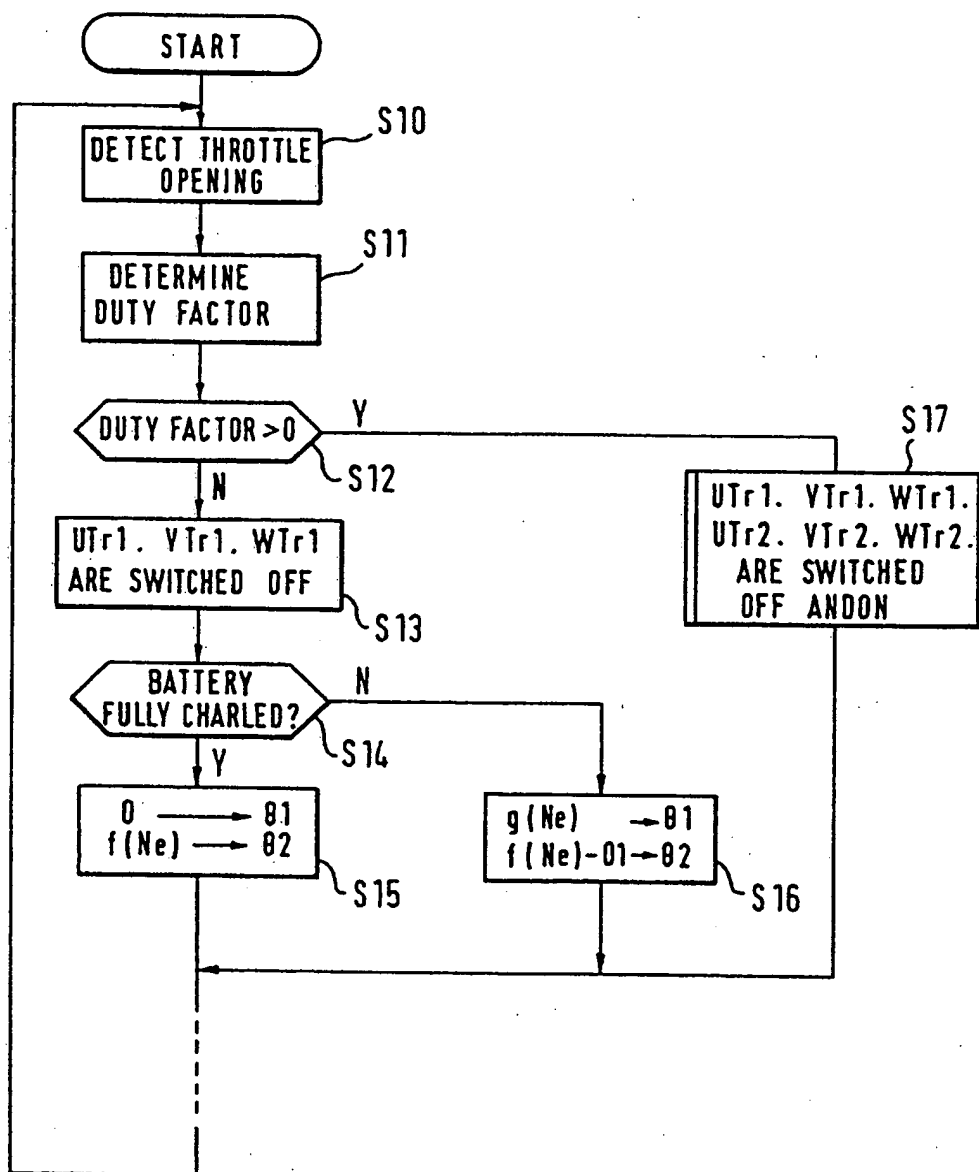 START
S10
DETECT THROTTLE
OPENING
S11
DETERMINE
DUTY FACTOR
DUTY FACTOR > 0
Y
S12
N
S17
UTr1. VTr1. WTr1.
UTr2. VTr2. WTr2.
ARE SWITCHED
OFF ANDON
UTr1. VTr1. WTr1
ARE SWITCHED OFF
S13
BATTERY
FULLY CHARLED?
N
S14
Y
0 → θ1
f(Ne) → θ2
S15
g(Ne) → θ1
f(Ne)-θ1→θ2
S16